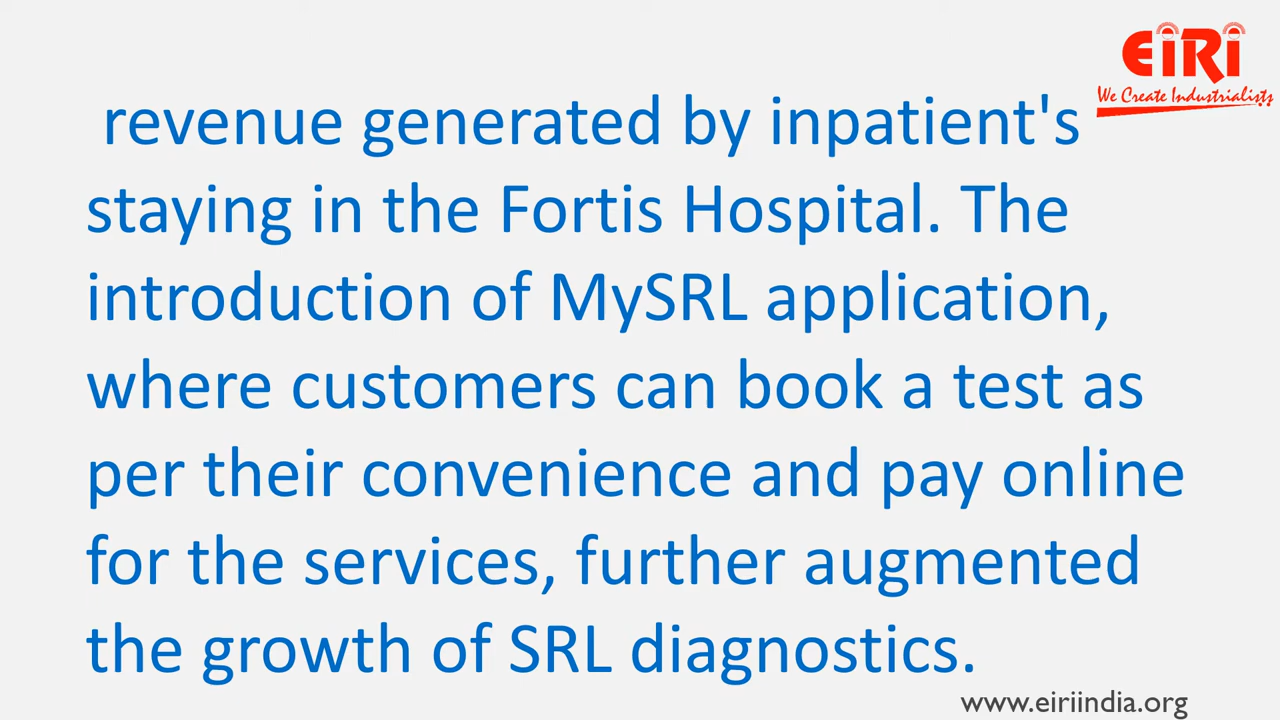 EiRi
We Create Industrialists
revenue generated by inpatient's
staying in the Fortis Hospital. The
introduction of MySRL application,
where customers can book a test as
per their convenience and pay online
for the services, further augmented
the growth of SRL diagnostics.
www.eiriindia.org